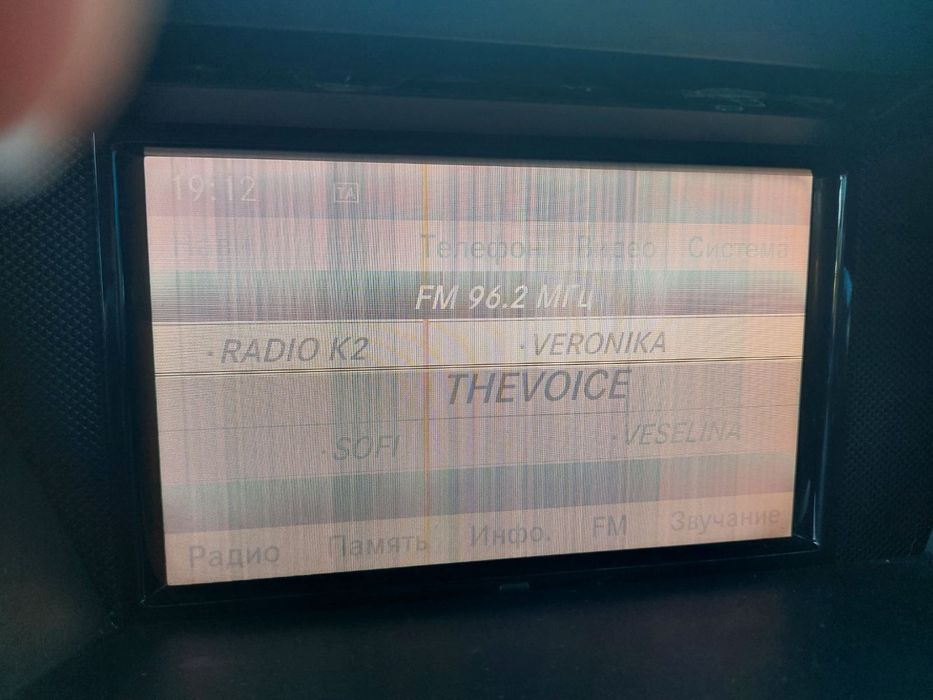 19:12 TA
Нави Телефон Видео Система
FM 96.2 МГц
·RADIO K2 ·VERONIKA
THEVOICE
·SOFI ·VESELINA
Радио Память Инфо. FM Звучание